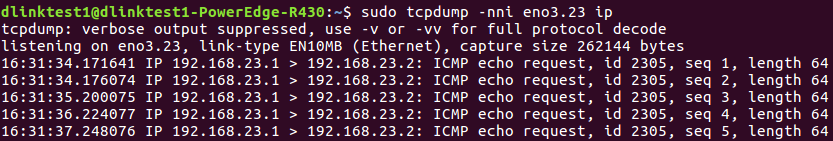 dlinktest1@dlinktest1-PowerEdge-R430:~$ sudo tcpdump -nni eno3.23 ip
tcpdump: verbose output suppressed, use -v or -vv for full protocol decode
listening on eno3.23, link-type EN10MB (Ethernet), capture size 262144 bytes
16:31:34.171641 IP 192.168.23.1 > 192.168.23.2: ICMP echo request, id 2305, seq 1, length 64
16:31:34.176074 IP 192.168.23.1 > 192.168.23.2: ICMP echo request, id 2305, seq 2, length 64
16:31:35.200075 IP 192.168.23.1 > 192.168.23.2: ICMP echo request, id 2305, seq 3, length 64
16:31:36.224077 IP 192.168.23.1 > 192.168.23.2: ICMP echo request, id 2305, seq 4, length 64
16:31:37.248076 IP 192.168.23.1 > 192.168.23.2: ICMP echo request, id 2305, seq 5, length 64